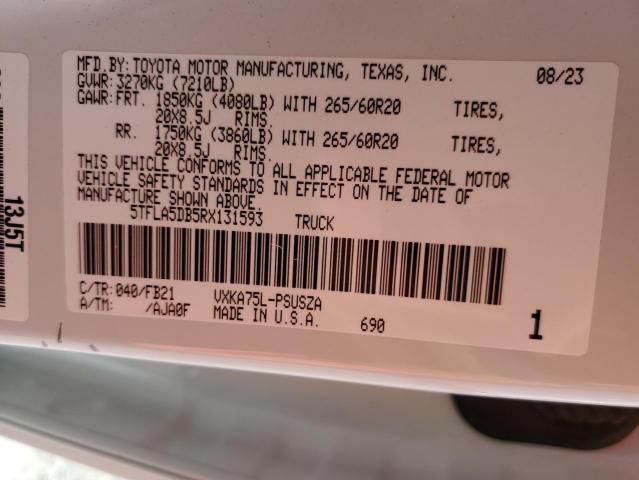 MFD.BY: TOYOTA MOTOR MANUFACTURING, TEXAS, INC. 08/23
GVWR: 3270KG (7210LB)
GAWR: FRT. 1850KG (4080LB) WITH 265/60R20 TIRES,
20X8.5J RIMS.
RR. 1750KG (3860LB) WITH 265/60R20 TIRES,
20X8.5J RIMS.
THIS VEHICLE CONFORMS TO ALL APPLICABLE FEDERAL MOTOR
VEHICLE SAFETY STANDARDS IN EFFECT ON THE DATE OF
MANUFACTURE SHOWN ABOVE.
5TFLA5DB5RX131593 TRUCK
C/TR: 040/FB21 VXKA75L-PSUSZA
A/TM: /AJA0F MADE IN U.S.A. 690
1
13J5T